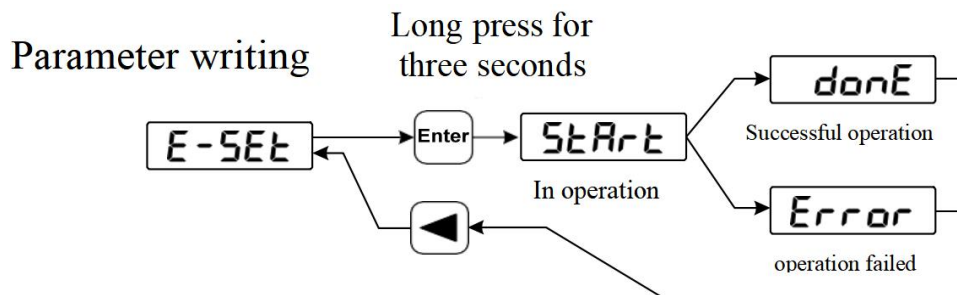 Parameter writing
Long press for
three seconds
E-SEt
Enter
StArt
In operation
donE
Successful operation
Error
operation failed